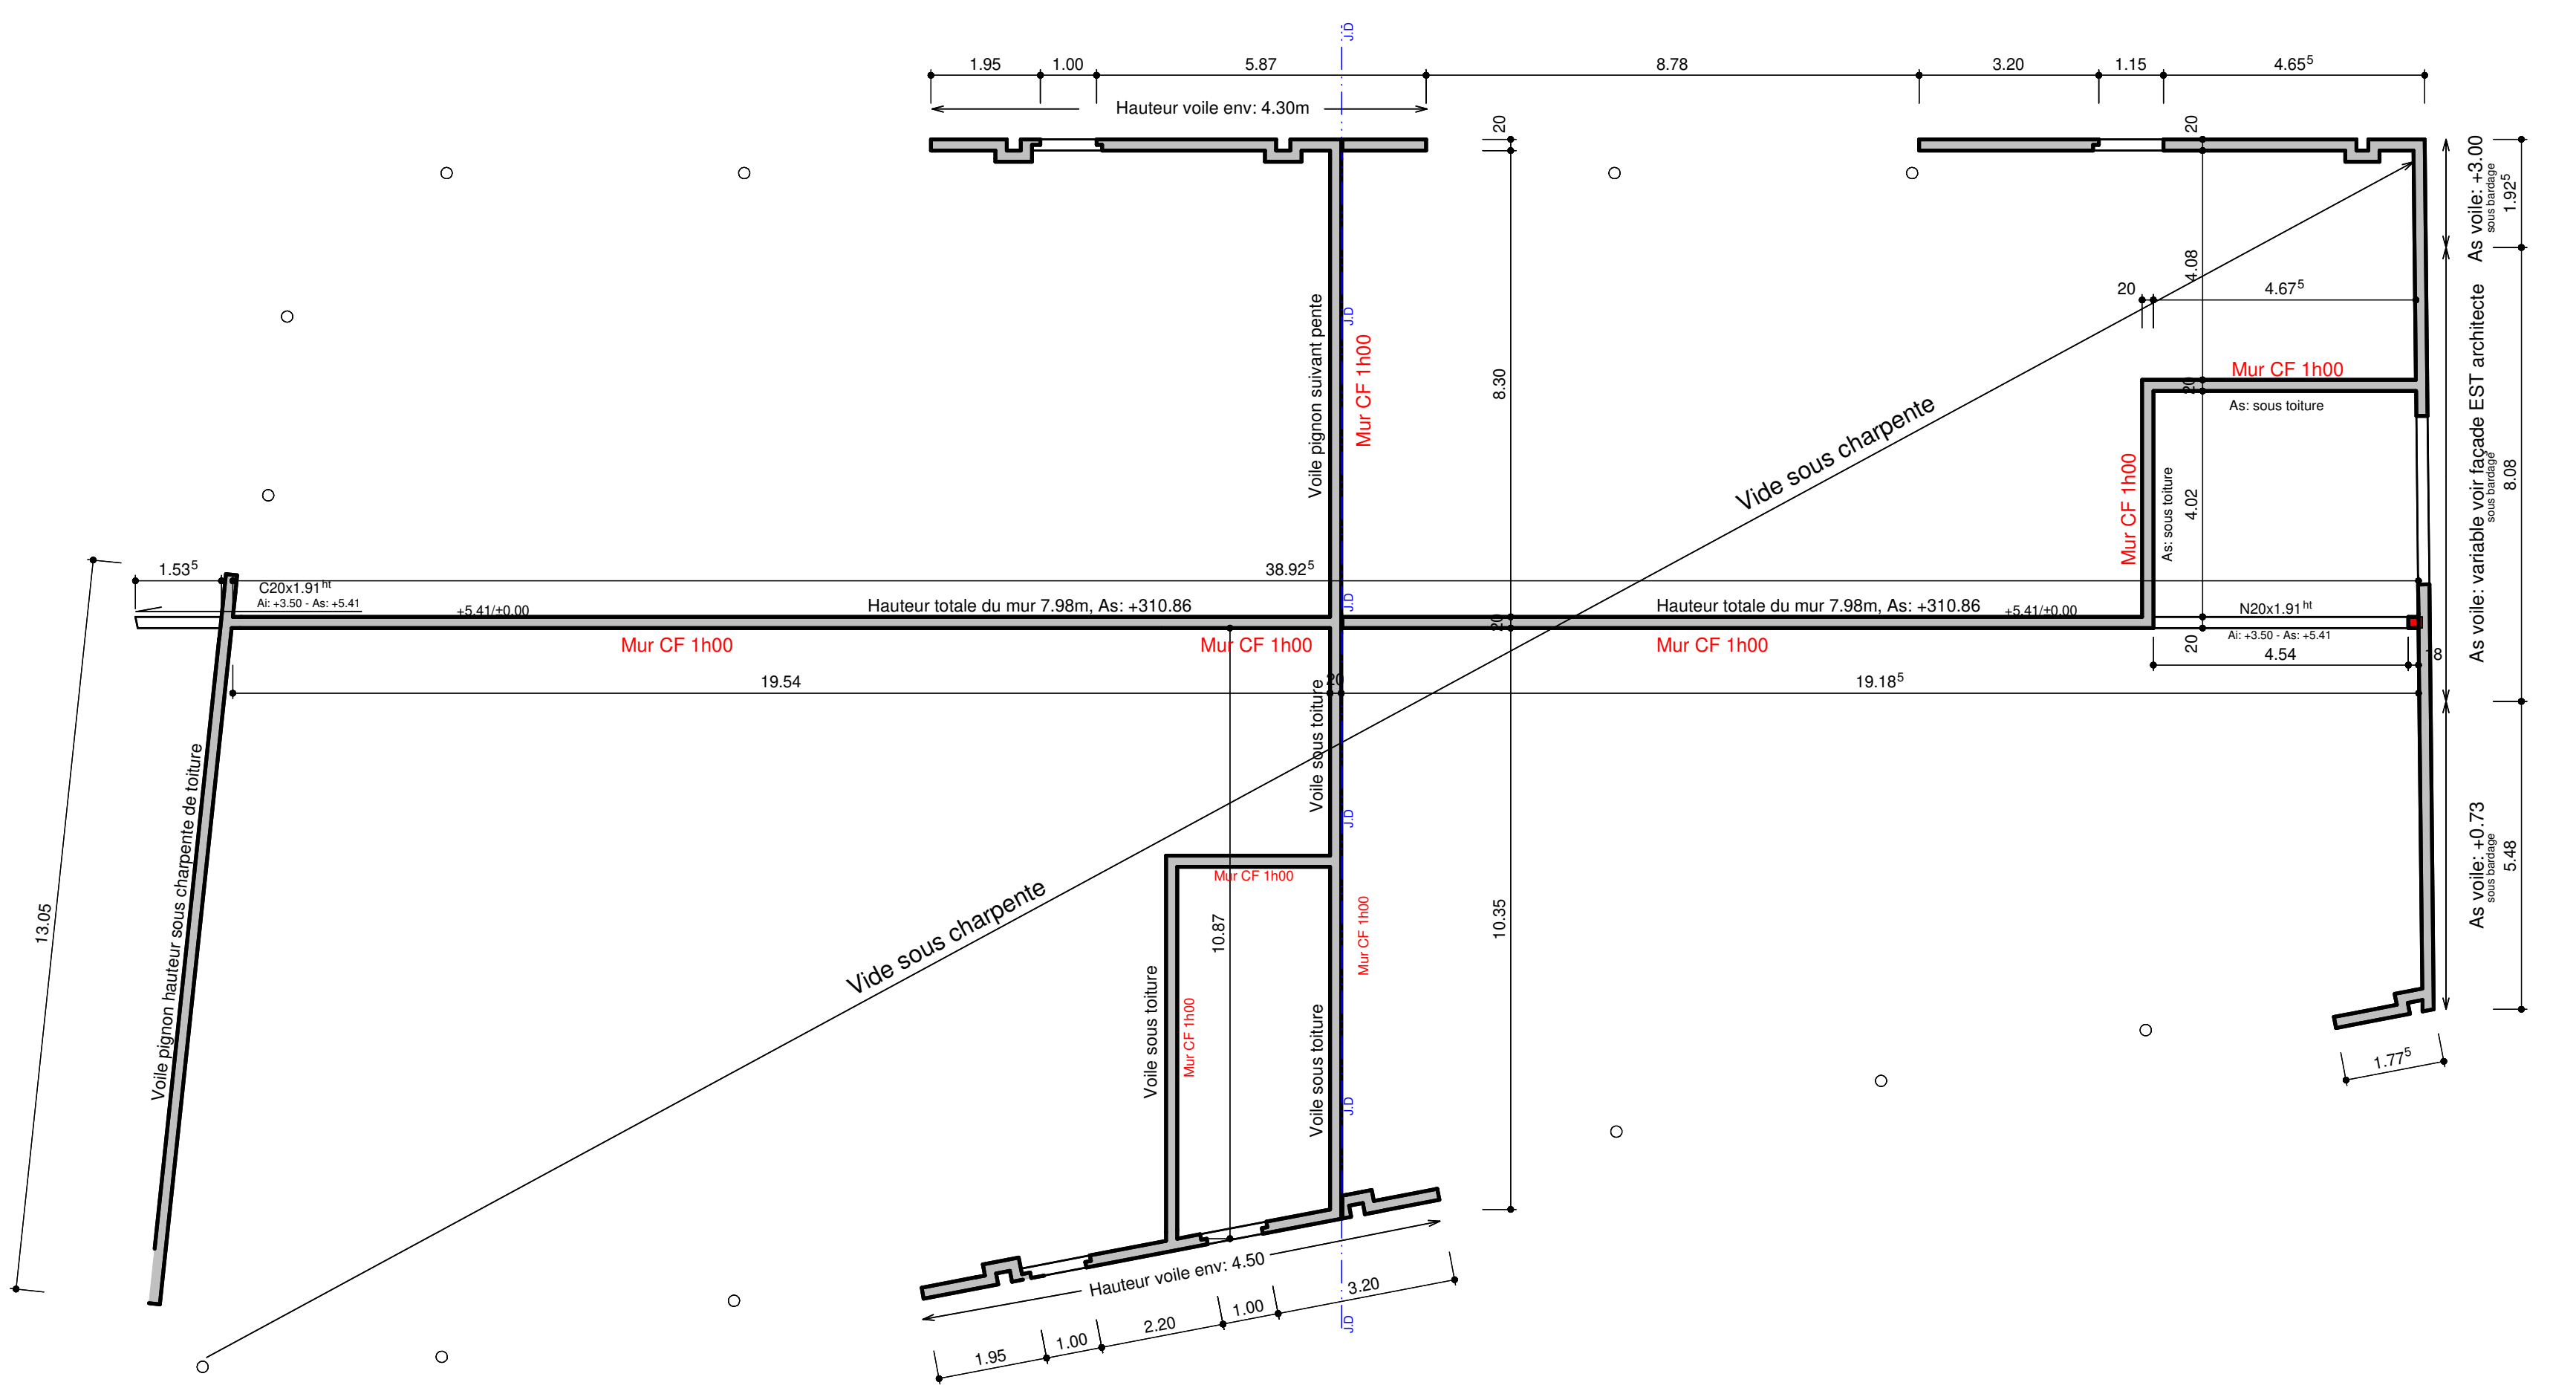 J.D
1.95
1.00
5.87
8.78
3.20
1.15
4.65⁵
Hauteur voile env: 4.30m
20
20
As voile: +3.00
sous bardage
1.92⁵
4.08
20
4.67⁵
Voile pignon suivant pente
J.D
Mur CF 1h00
8.30
Mur CF 1h00
20
As: sous toiture
Vide sous charpente
Mur CF 1h00
As: sous toiture
4.02
As voile: variable voir façade EST architecte
sous bardage
8.08
1.53⁵
38.92⁵
C20x1.91ht
Ai: +3.50 - As: +5.41
+5.41/±0.00
Hauteur totale du mur 7.98m, As: +310.86
J.D
Hauteur totale du mur 7.98m, As: +310.86
+5.41/±0.00
N20x1.91ht
20
Mur CF 1h00
Mur CF 1h00
Mur CF 1h00
20
Ai: +3.50 - As: +5.41
4.54
18
19.54
20
19.18⁵
Voile pignon hauteur sous charpente de toiture
Voile sous toiture
J.D
As voile: +0.73
sous bardage
5.48
13.05
Mur CF 1h00
Vide sous charpente
10.87
Mur CF 1h00
10.35
Voile sous toiture
Mur CF 1h00
Voile sous toiture
J.D
1.77⁵
Hauteur voile env: 4.50
1.95
1.00
2.20
1.00
3.20
J.D